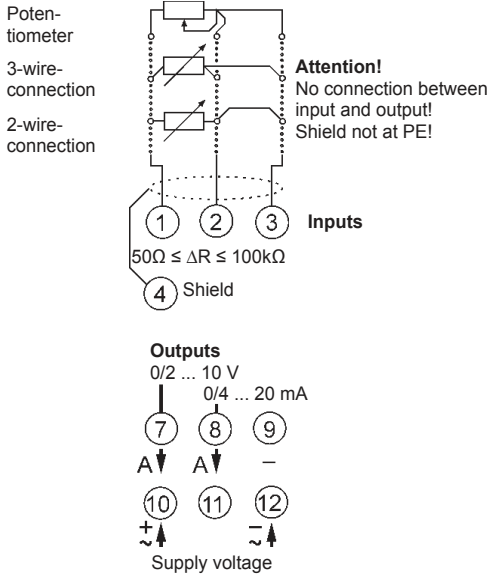 Poten-
tiometer
3-wire-
connection
2-wire-
connection
Attention!
No connection between
input and output!
Shield not at PE!
1 2 3 Inputs
50Ω ≤ ΔR ≤ 100kΩ
4 Shield
Outputs
0/2 ... 10 V
0/4 ... 20 mA
7 8 9
A A –
10 11 12
+ –
~ ~
Supply voltage